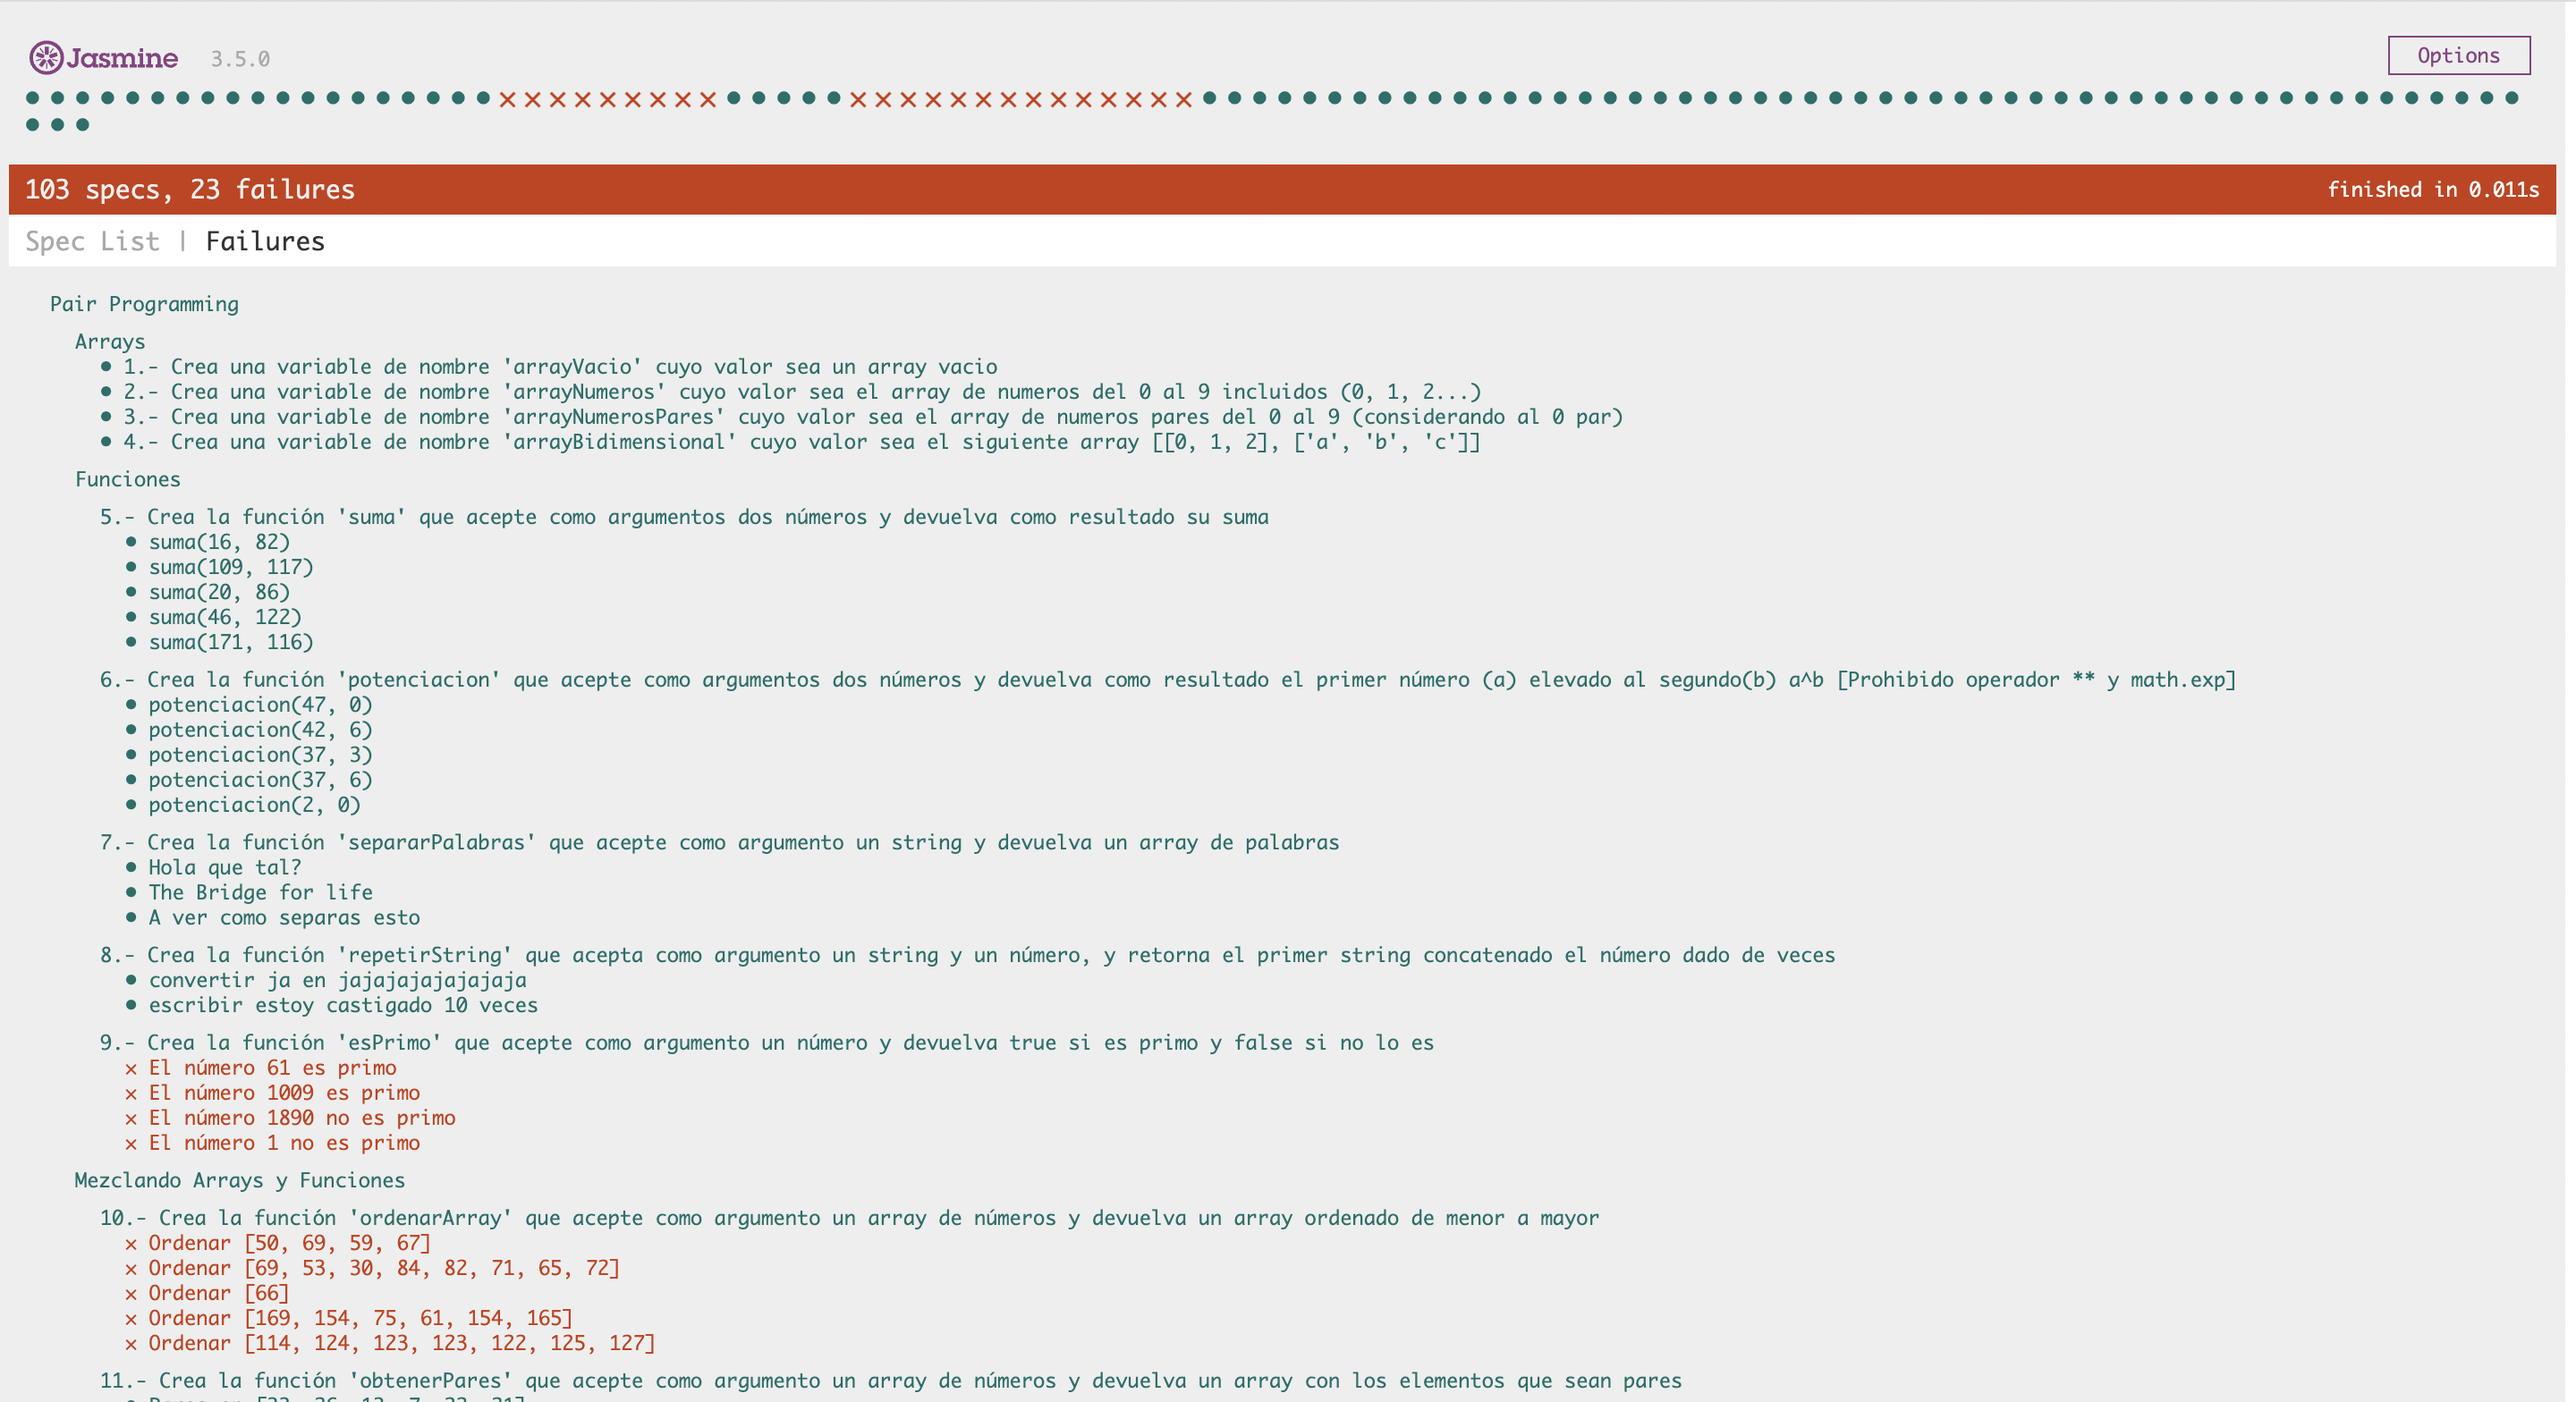 Jasmine 3.5.0
Options
103 specs, 23 failures
finished in 0.011s
Spec List | Failures
Pair Programming
Arrays
• 1.- Crea una variable de nombre 'arrayVacio' cuyo valor sea un array vacio
• 2.- Crea una variable de nombre 'arrayNumeros' cuyo valor sea el array de numeros del 0 al 9 incluidos (0, 1, 2...)
• 3.- Crea una variable de nombre 'arrayNumerosPares' cuyo valor sea el array de numeros pares del 0 al 9 (considerando al 0 par)
• 4.- Crea una variable de nombre 'arrayBidimensional' cuyo valor sea el siguiente array [[0, 1, 2], ['a', 'b', 'c']]
Funciones
5.- Crea la función 'suma' que acepte como argumentos dos números y devuelva como resultado su suma
• suma(16, 82)
• suma(109, 117)
• suma(20, 86)
• suma(46, 122)
• suma(171, 116)
6.- Crea la función 'potenciacion' que acepte como argumentos dos números y devuelva como resultado el primer número (a) elevado al segundo(b) a^b [Prohibido operador ** y math.exp]
• potenciacion(47, 0)
• potenciacion(42, 6)
• potenciacion(37, 3)
• potenciacion(37, 6)
• potenciacion(2, 0)
7.- Crea la función 'separarPalabras' que acepte como argumento un string y devuelva un array de palabras
• Hola que tal?
• The Bridge for life
• A ver como separas esto
8.- Crea la función 'repetirString' que acepta como argumento un string y un número, y retorna el primer string concatenado el número dado de veces
• convertir ja en jajajajajajajaja
• escribir estoy castigado 10 veces
9.- Crea la función 'esPrimo' que acepte como argumento un número y devuelva true si es primo y false si no lo es
× El número 61 es primo
× El número 1009 es primo
× El número 1890 no es primo
× El número 1 no es primo
Mezclando Arrays y Funciones
10.- Crea la función 'ordenarArray' que acepte como argumento un array de números y devuelva un array ordenado de menor a mayor
× Ordenar [50, 69, 59, 67]
× Ordenar [69, 53, 30, 84, 82, 71, 65, 72]
× Ordenar [66]
× Ordenar [169, 154, 75, 61, 154, 165]
× Ordenar [114, 124, 123, 123, 122, 125, 127]
11.- Crea la función 'obtenerPares' que acepte como argumento un array de números y devuelva un array con los elementos que sean pares